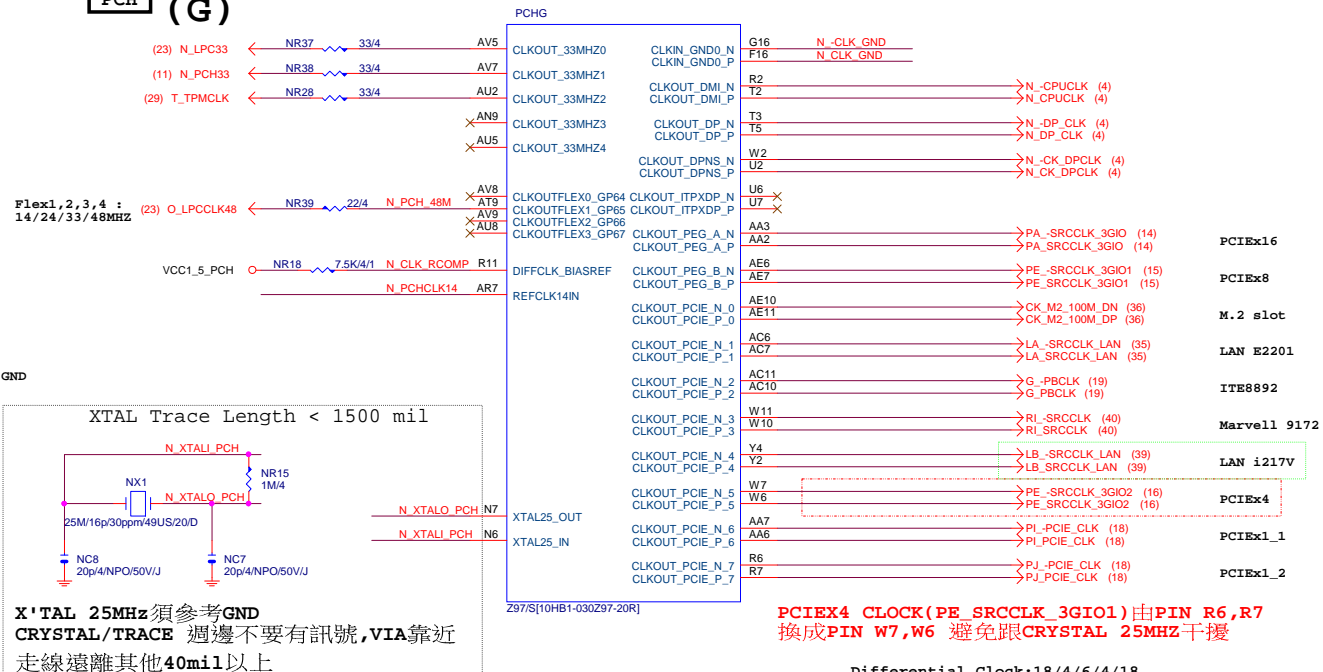 PCH (G)
PCHG
(23) N_LPC33 NR37 33/4 AV5 CLKOUT_33MHZ0
(11) N_PCH33 NR38 33/4 AV7 CLKOUT_33MHZ1
(29) T_TPMCLK NR28 33/4 AU2 CLKOUT_33MHZ2
AN9 CLKOUT_33MHZ3
AU5 CLKOUT_33MHZ4
Flex1,2,3,4 :
14/24/33/48MHZ
(23) O_LPCCLK48 NR39 22/4 N_PCH_48M
AV8 CLKOUTFLEX0_GP64
AT9 CLKOUTFLEX1_GP65
AV9 CLKOUTFLEX2_GP66
AU8 CLKOUTFLEX3_GP67
VCC1_5_PCH NR18 7.5K/4/1 N_CLK_RCOMP R11 DIFFCLK_BIASREF
N_PCHCLK14 AR7 REFCLK14IN
N_XTALO_PCH N7 XTAL25_OUT
N_XTALI_PCH N6 XTAL25_IN
CLKIN_GND0_N G16 N_-CLK_GND
CLKIN_GND0_P F16 N_CLK_GND
CLKOUT_DMI_N R2 N_-CPUCLK (4)
CLKOUT_DMI_P T2 N_CPUCLK (4)
CLKOUT_DP_N T3 N_-DP_CLK (4)
CLKOUT_DP_P T5 N_DP_CLK (4)
CLKOUT_DPNS_N W2 N_-CK_DPCLK (4)
CLKOUT_DPNS_P U2 N_CK_DPCLK (4)
CLKOUT_ITPXDP_N U6
CLKOUT_ITPXDP_P U7
CLKOUT_PEG_A_N AA3 PA_-SRCCLK_3GIO (14)
CLKOUT_PEG_A_P AA2 PA_SRCCLK_3GIO (14)
PCIEx16
CLKOUT_PEG_B_N AE6 PE_-SRCCLK_3GIO1 (15)
CLKOUT_PEG_B_P AE7 PE_SRCCLK_3GIO1 (15)
PCIEx8
CLKOUT_PCIE_N_0 AE10 CK_M2_100M_DN (36)
CLKOUT_PCIE_P_0 AE11 CK_M2_100M_DP (36)
M.2 slot
CLKOUT_PCIE_N_1 AC6 LA_-SRCCLK_LAN (35)
CLKOUT_PCIE_P_1 AC7 LA_SRCCLK_LAN (35)
LAN E2201
CLKOUT_PCIE_N_2 AC11 G_-PBCLK (19)
CLKOUT_PCIE_P_2 AC10 G_PBCLK (19)
ITE8892
CLKOUT_PCIE_N_3 W11 RI_-SRCCLK (40)
CLKOUT_PCIE_P_3 W10 RI_SRCCLK (40)
Marvell 9172
CLKOUT_PCIE_N_4 Y4 LB_-SRCCLK_LAN (39)
CLKOUT_PCIE_P_4 Y2 LB_SRCCLK_LAN (39)
LAN i217V
CLKOUT_PCIE_N_5 W7 PE_-SRCCLK_3GIO2 (16)
CLKOUT_PCIE_P_5 W6 PE_SRCCLK_3GIO2 (16)
PCIEx4
CLKOUT_PCIE_N_6 AA7 PI_-PCIE_CLK (18)
CLKOUT_PCIE_P_6 AA6 PI_PCIE_CLK (18)
PCIEx1_1
CLKOUT_PCIE_N_7 R6 PJ_-PCIE_CLK (18)
CLKOUT_PCIE_P_7 R7 PJ_PCIE_CLK (18)
PCIEx1_2
Z97/S[10HB1-030Z97-20R]
GND
XTAL Trace Length < 1500 mil
N_XTALI_PCH
NR15
1M/4
NX1
N_XTALO_PCH
25M/16p/30ppm/49US/20/D
NC8
20p/4/NPO/50V/J
NC7
20p/4/NPO/50V/J
X'TAL 25MHz須參考GND
CRYSTAL/TRACE 週邊不要有訊號,VIA靠近
走線遠離其他40mil以上
PCIEX4 CLOCK(PE_SRCCLK_3GIO1)由PIN R6,R7
換成PIN W7,W6 避免跟CRYSTAL 25MHZ干擾
Differential Clock:18/4/6/4/18